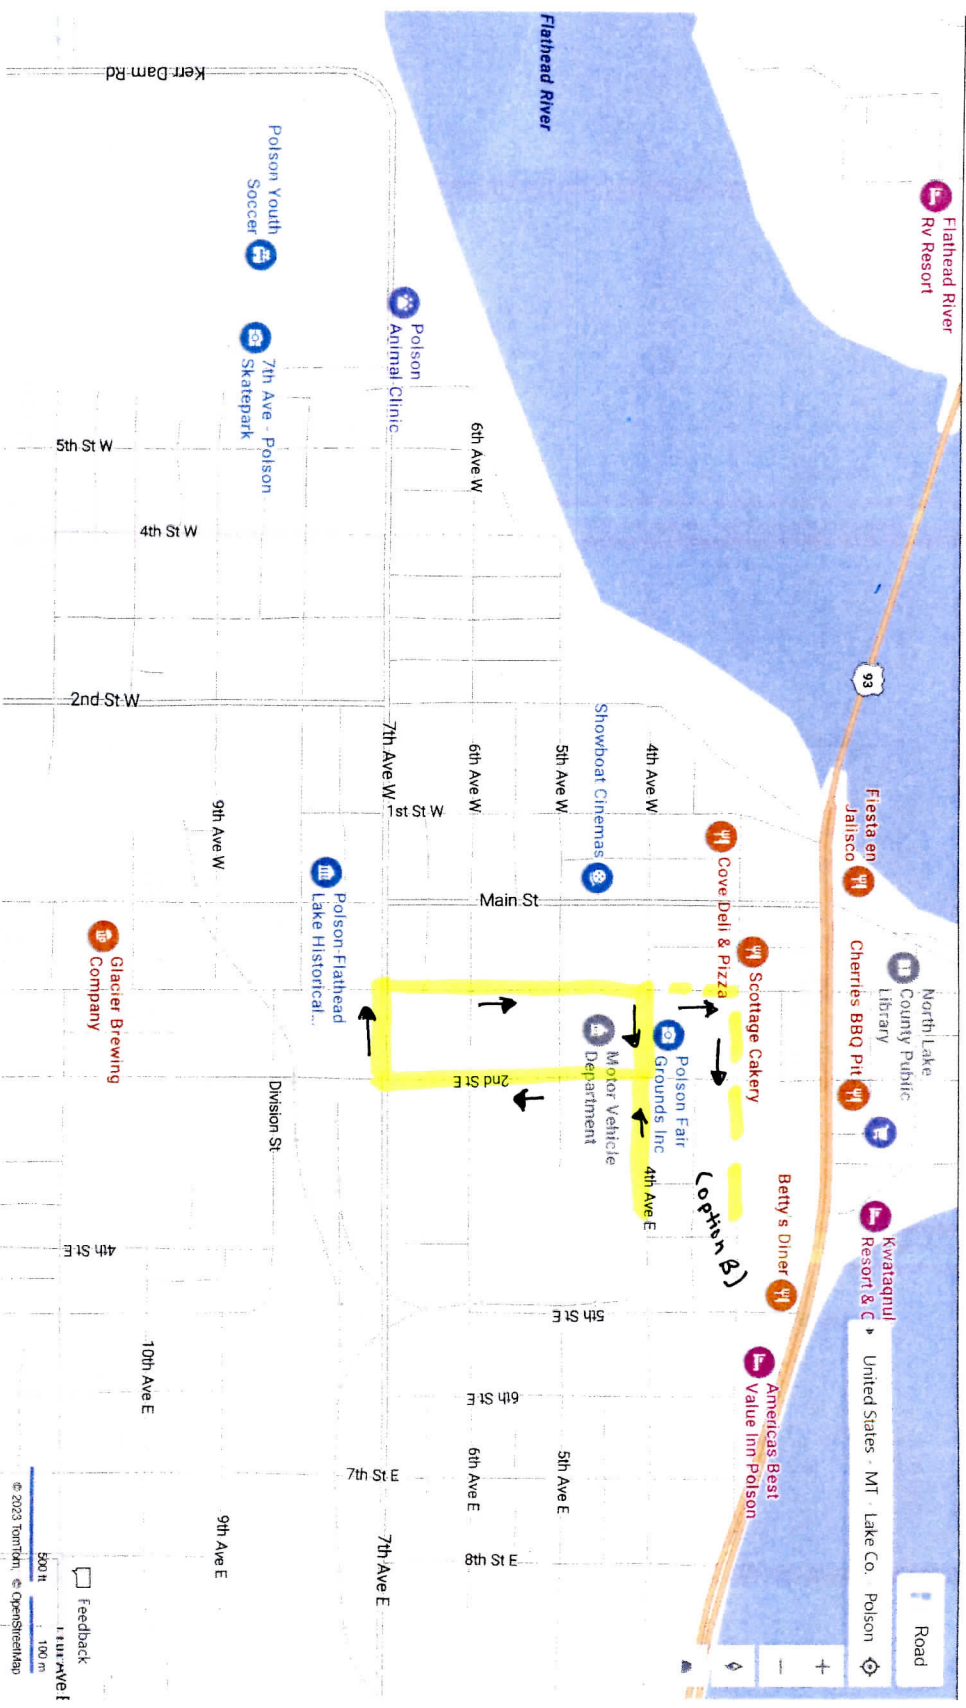 Road
United States · MT · Lake Co.  Polson
Flathead River
Rv Resort
Flathead River
93
Fiesta en
Jalisco
North Lake
County Public
Library
Cherries BBQ Pit
Kwataqnuk
Resort & C
Betty's Diner
Americas Best
Value Inn Polson
Scottage Cakery
Cove Deli & Pizza
(option B)
Polson Fair
Grounds Inc
Motor Vehicle
Department
Showboat Cinemas
4th Ave W
4th Ave E
5th Ave W
5th Ave E
6th Ave W
6th Ave W
6th Ave E
7th Ave W
7th Ave E
1st St W
Main St
2nd St E
5th St E
6th St E
7th St E
8th St E
Kerr Dam Rd
Polson
Animal Clinic
Polson Youth
Soccer
7th Ave - Polson
Skatepark
5th St W
4th St W
2nd St W
9th Ave W
Polson-Flathead
Lake Historical...
Glacier Brewing
Company
Division St
4th St E
10th Ave E
9th Ave E
Feedback
500 ft
100 m
© 2023 TomTom, © OpenStreetMap